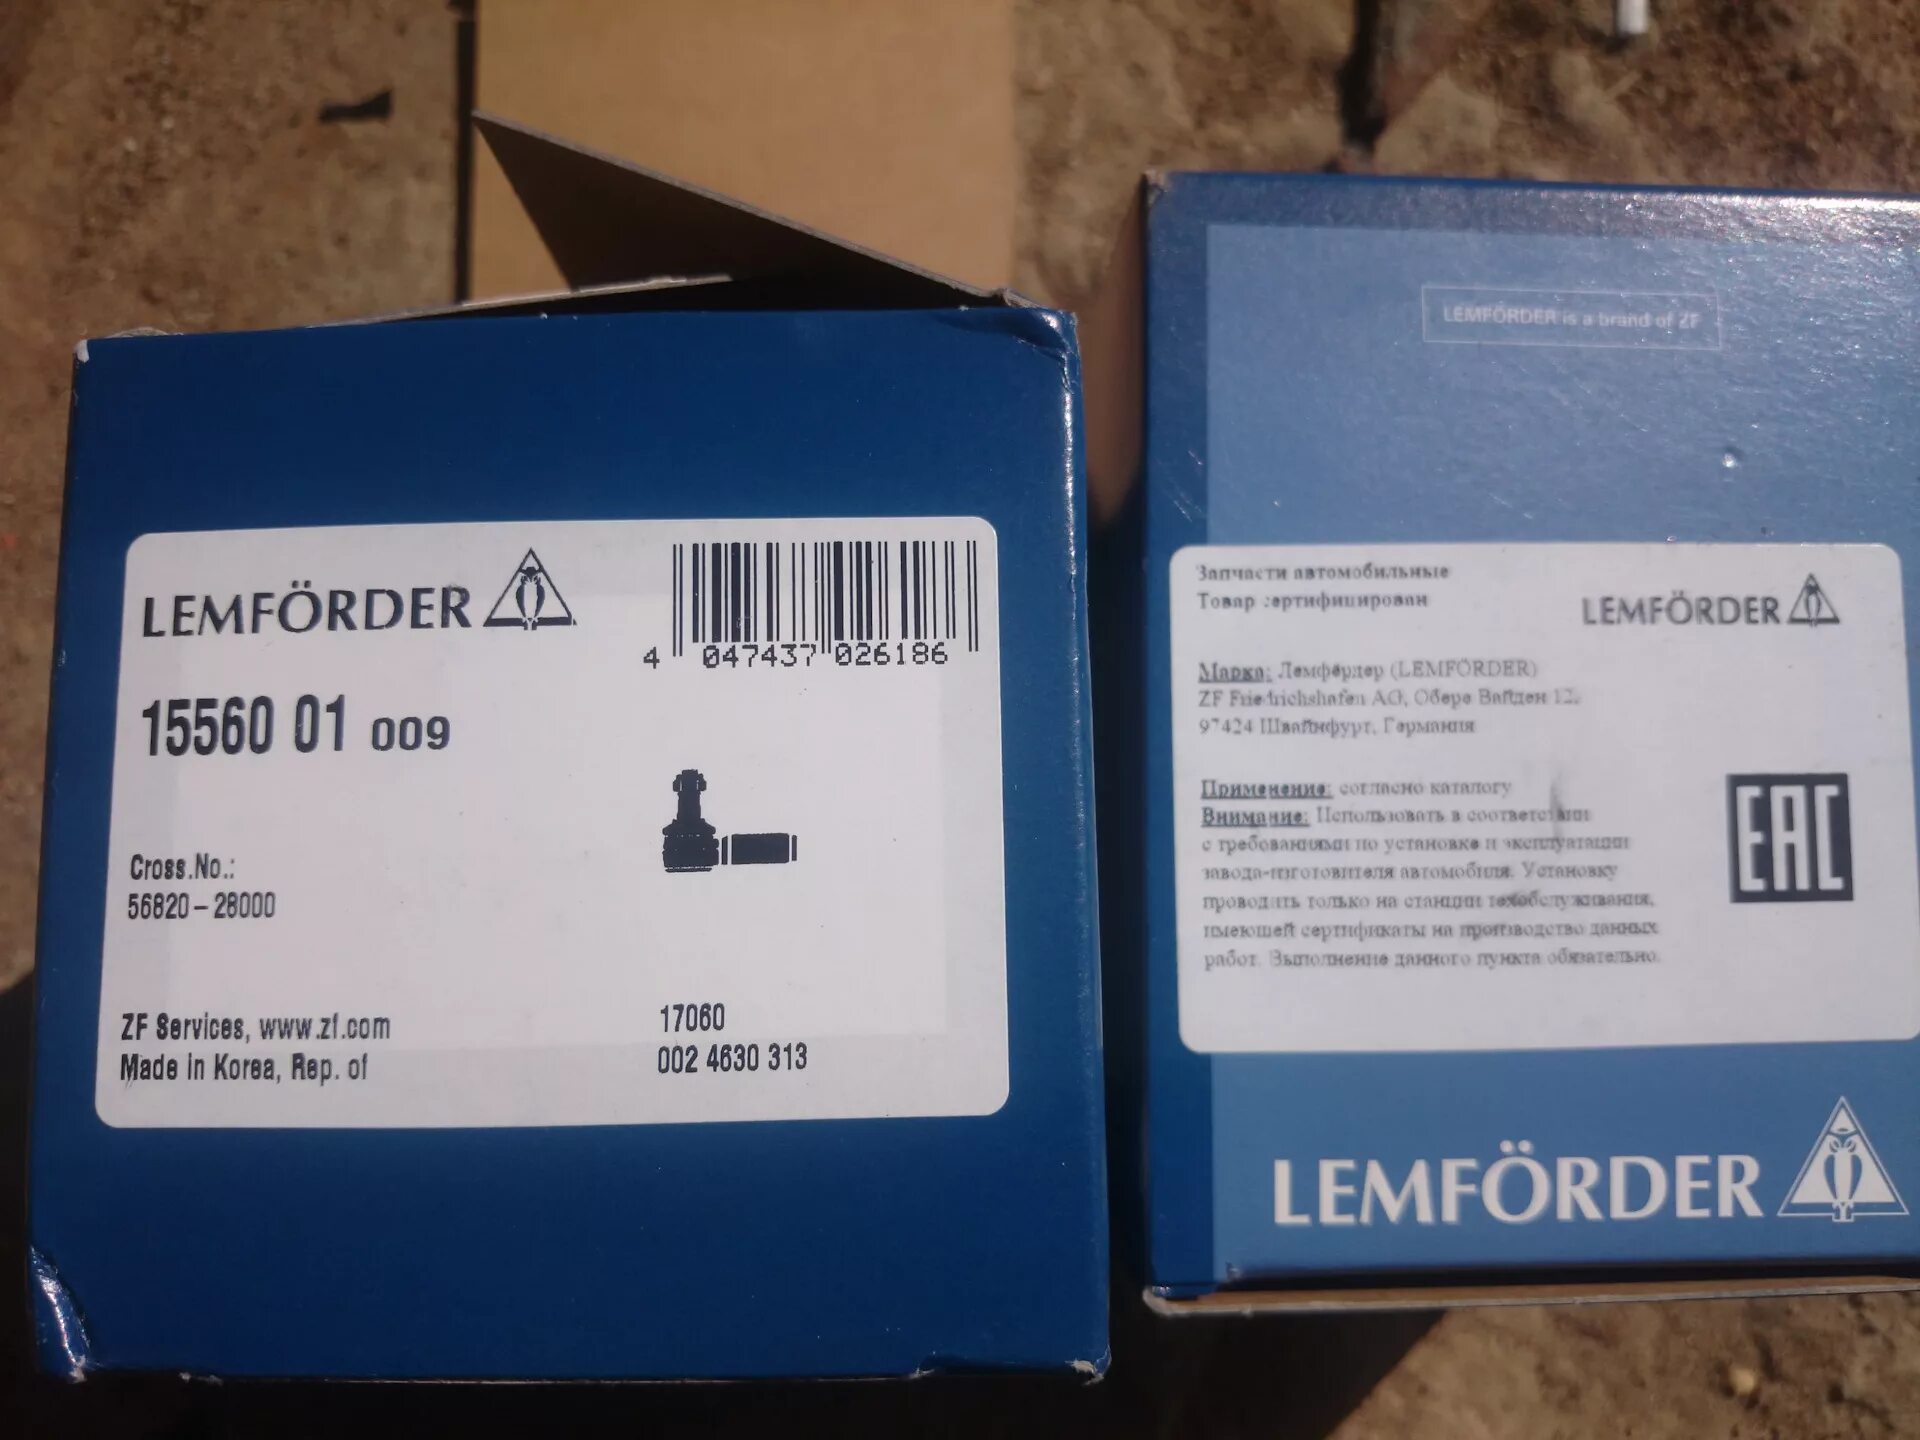 LEMFÖRDER
4 047437 026186
15560 01 009
Cross.No.:
56820-28000
ZF Services, www.zf.com
Made in Korea, Rep. of
17060
002 4630 313
LEMFÖRDER is a brand of ZF
Запчасти автомобильные
Товар сертифицирован
LEMFÖRDER
Марка: Лемфёрдер (LEMFÖRDER)
ZF Friedrichshafen AG, Обере Вайден 12,
97424 Швайнфурт, Германия
Применение: согласно каталогу
Внимание: Использовать в соответствии
с требованиями по установке и эксплуатации
завода-изготовителя автомобиля. Установку
проводить только на станции техобслуживания,
имеющей сертификаты на производство данных
работ. Выполнение данного пункта обязательно.
EAC
LEMFÖRDER